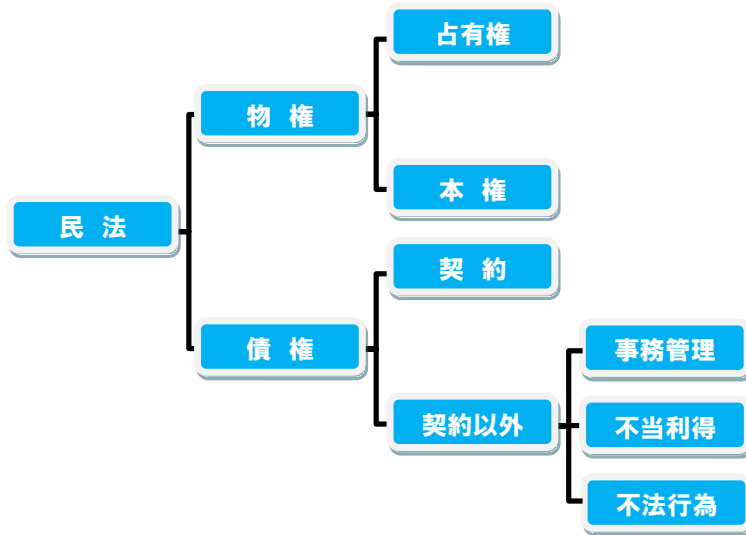 占有権
物 権
本 権
民 法
契 約
債 権
事務管理
契約以外
不当利得
不法行為